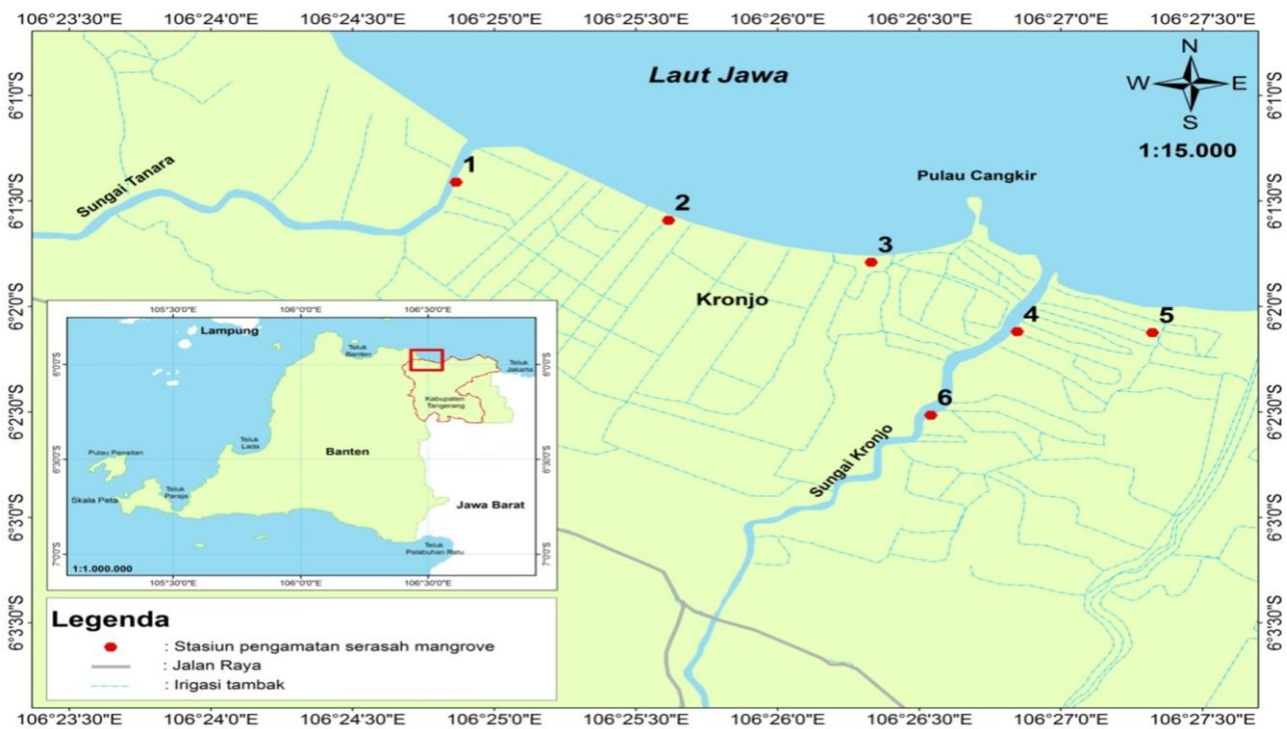 106°23'30"E 106°24'0"E 106°24'30"E 106°25'0"E 106°25'30"E 106°26'0"E 106°26'30"E 106°27'0"E 106°27'30"E
N
W E
S
1:15.000
Laut Jawa
Pulau Cangkir
Sungai Tanara
Kronjo
Sungai Kronjo
1
2
3
4
5
6
6°1'0"S
6°1'30"S
6°2'0"S
6°2'30"S
6°3'0"S
6°3'30"S
6°1'0"S
6°1'30"S
6°2'0"S
6°2'30"S
6°3'0"S
6°3'30"S
105°30'0"E 106°0'0"E 106°30'0"E
Lampung
Teluk
Banten
Teluk
Jakarta
Kabupaten
Tangerang
Teluk
Lada
Banten
Pulau Panaitan
Skala Peta
Teluk
Paraja
Jawa Barat
Teluk
Palabuhan Ratu
6°0'0"S
6°30'0"S
7°0'0"S
6°0'0"S
6°30'0"S
7°0'0"S
1:1.000.000
105°30'0"E 106°0'0"E 106°30'0"E
Legenda
: Stasiun pengamatan serasah mangrove
: Jalan Raya
: Irigasi tambak
106°23'30"E 106°24'0"E 106°24'30"E 106°25'0"E 106°25'30"E 106°26'0"E 106°26'30"E 106°27'0"E 106°27'30"E